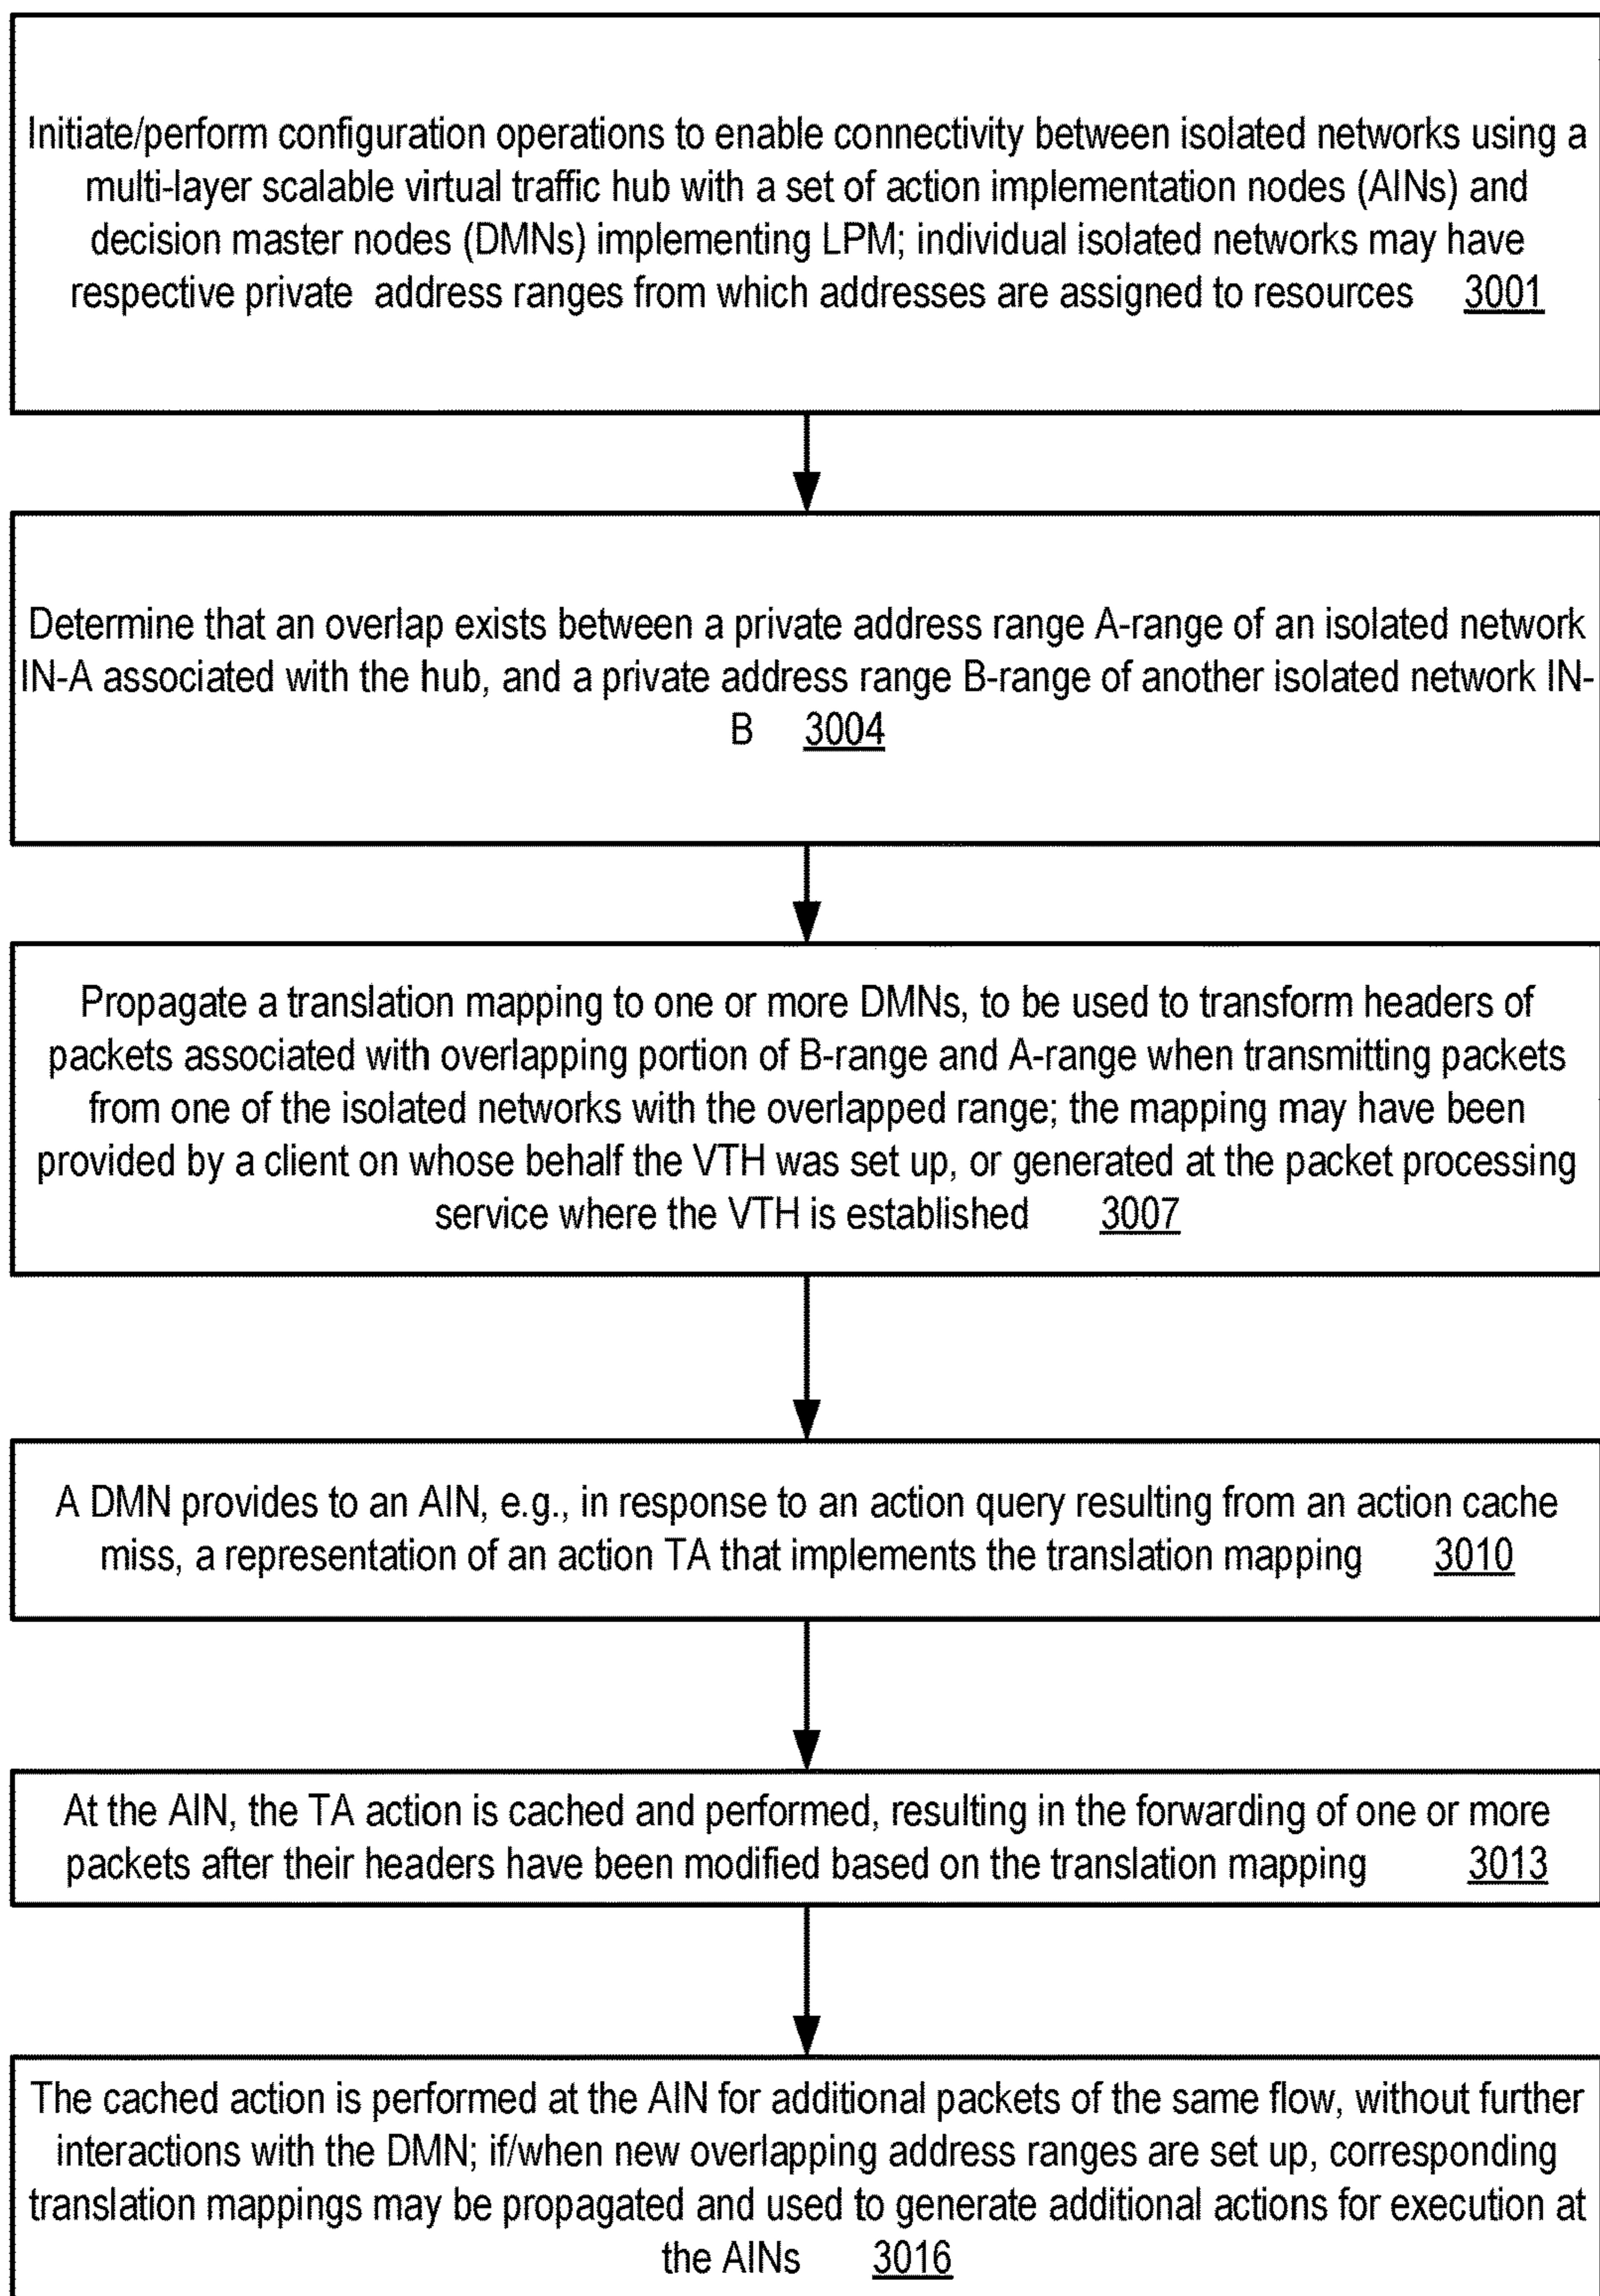 Initiate/perform configuration operations to enable connectivity between isolated networks using a
multi-layer scalable virtual traffic hub with a set of action implementation nodes (AINs) and
decision master nodes (DMNs) implementing LPM; individual isolated networks may have
respective private address ranges from which addresses are assigned to resources 3001
Determine that an overlap exists between a private address range A-range of an isolated network
IN-A associated with the hub, and a private address range B-range of another isolated network IN-
B 3004
Propagate a translation mapping to one or more DMNs, to be used to transform headers of
packets associated with overlapping portion of B-range and A-range when transmitting packets
from one of the isolated networks with the overlapped range; the mapping may have been
provided by a client on whose behalf the VTH was set up, or generated at the packet processing
service where the VTH is established 3007
A DMN provides to an AIN, e.g., in response to an action query resulting from an action cache
miss, a representation of an action TA that implements the translation mapping 3010
At the AIN, the TA action is cached and performed, resulting in the forwarding of one or more
packets after their headers have been modified based on the translation mapping 3013
The cached action is performed at the AIN for additional packets of the same flow, without further
interactions with the DMN; if/when new overlapping address ranges are set up, corresponding
translation mappings may be propagated and used to generate additional actions for execution at
the AINs 3016